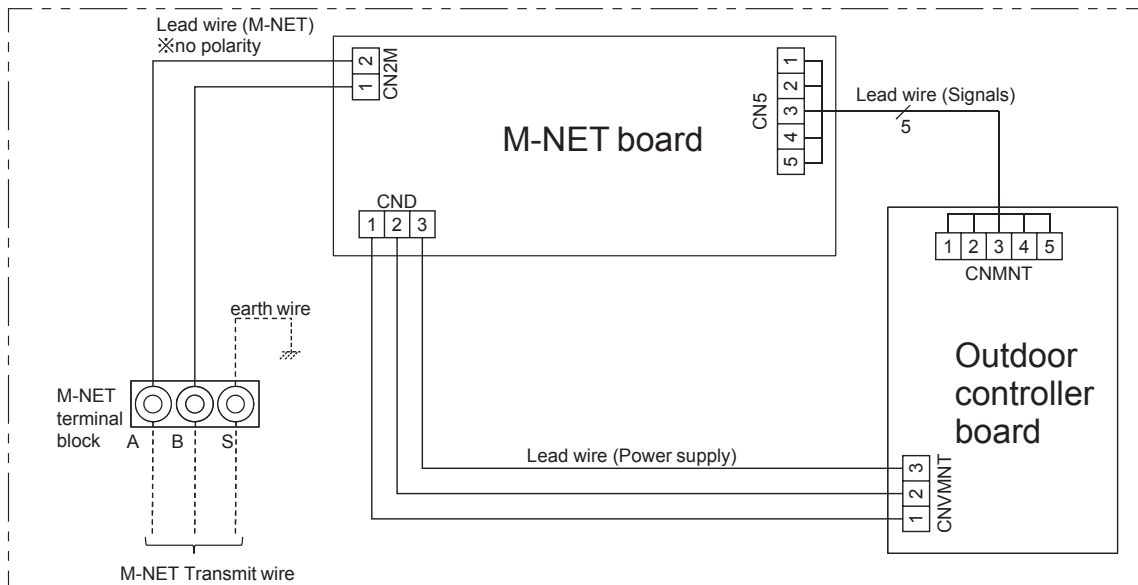 Lead wire (M-NET)
※no polarity
2
1
CN2M
M-NET board
CN5
1
2
3
4
5
Lead wire (Signals)
5
CND
1 2 3
1 2 3 4 5
CNMNT
earth wire
Outdoor
controller
board
M-NET
terminal
block
A B S
Lead wire (Power supply)
3
2
1
CNVMNT
M-NET Transmit wire